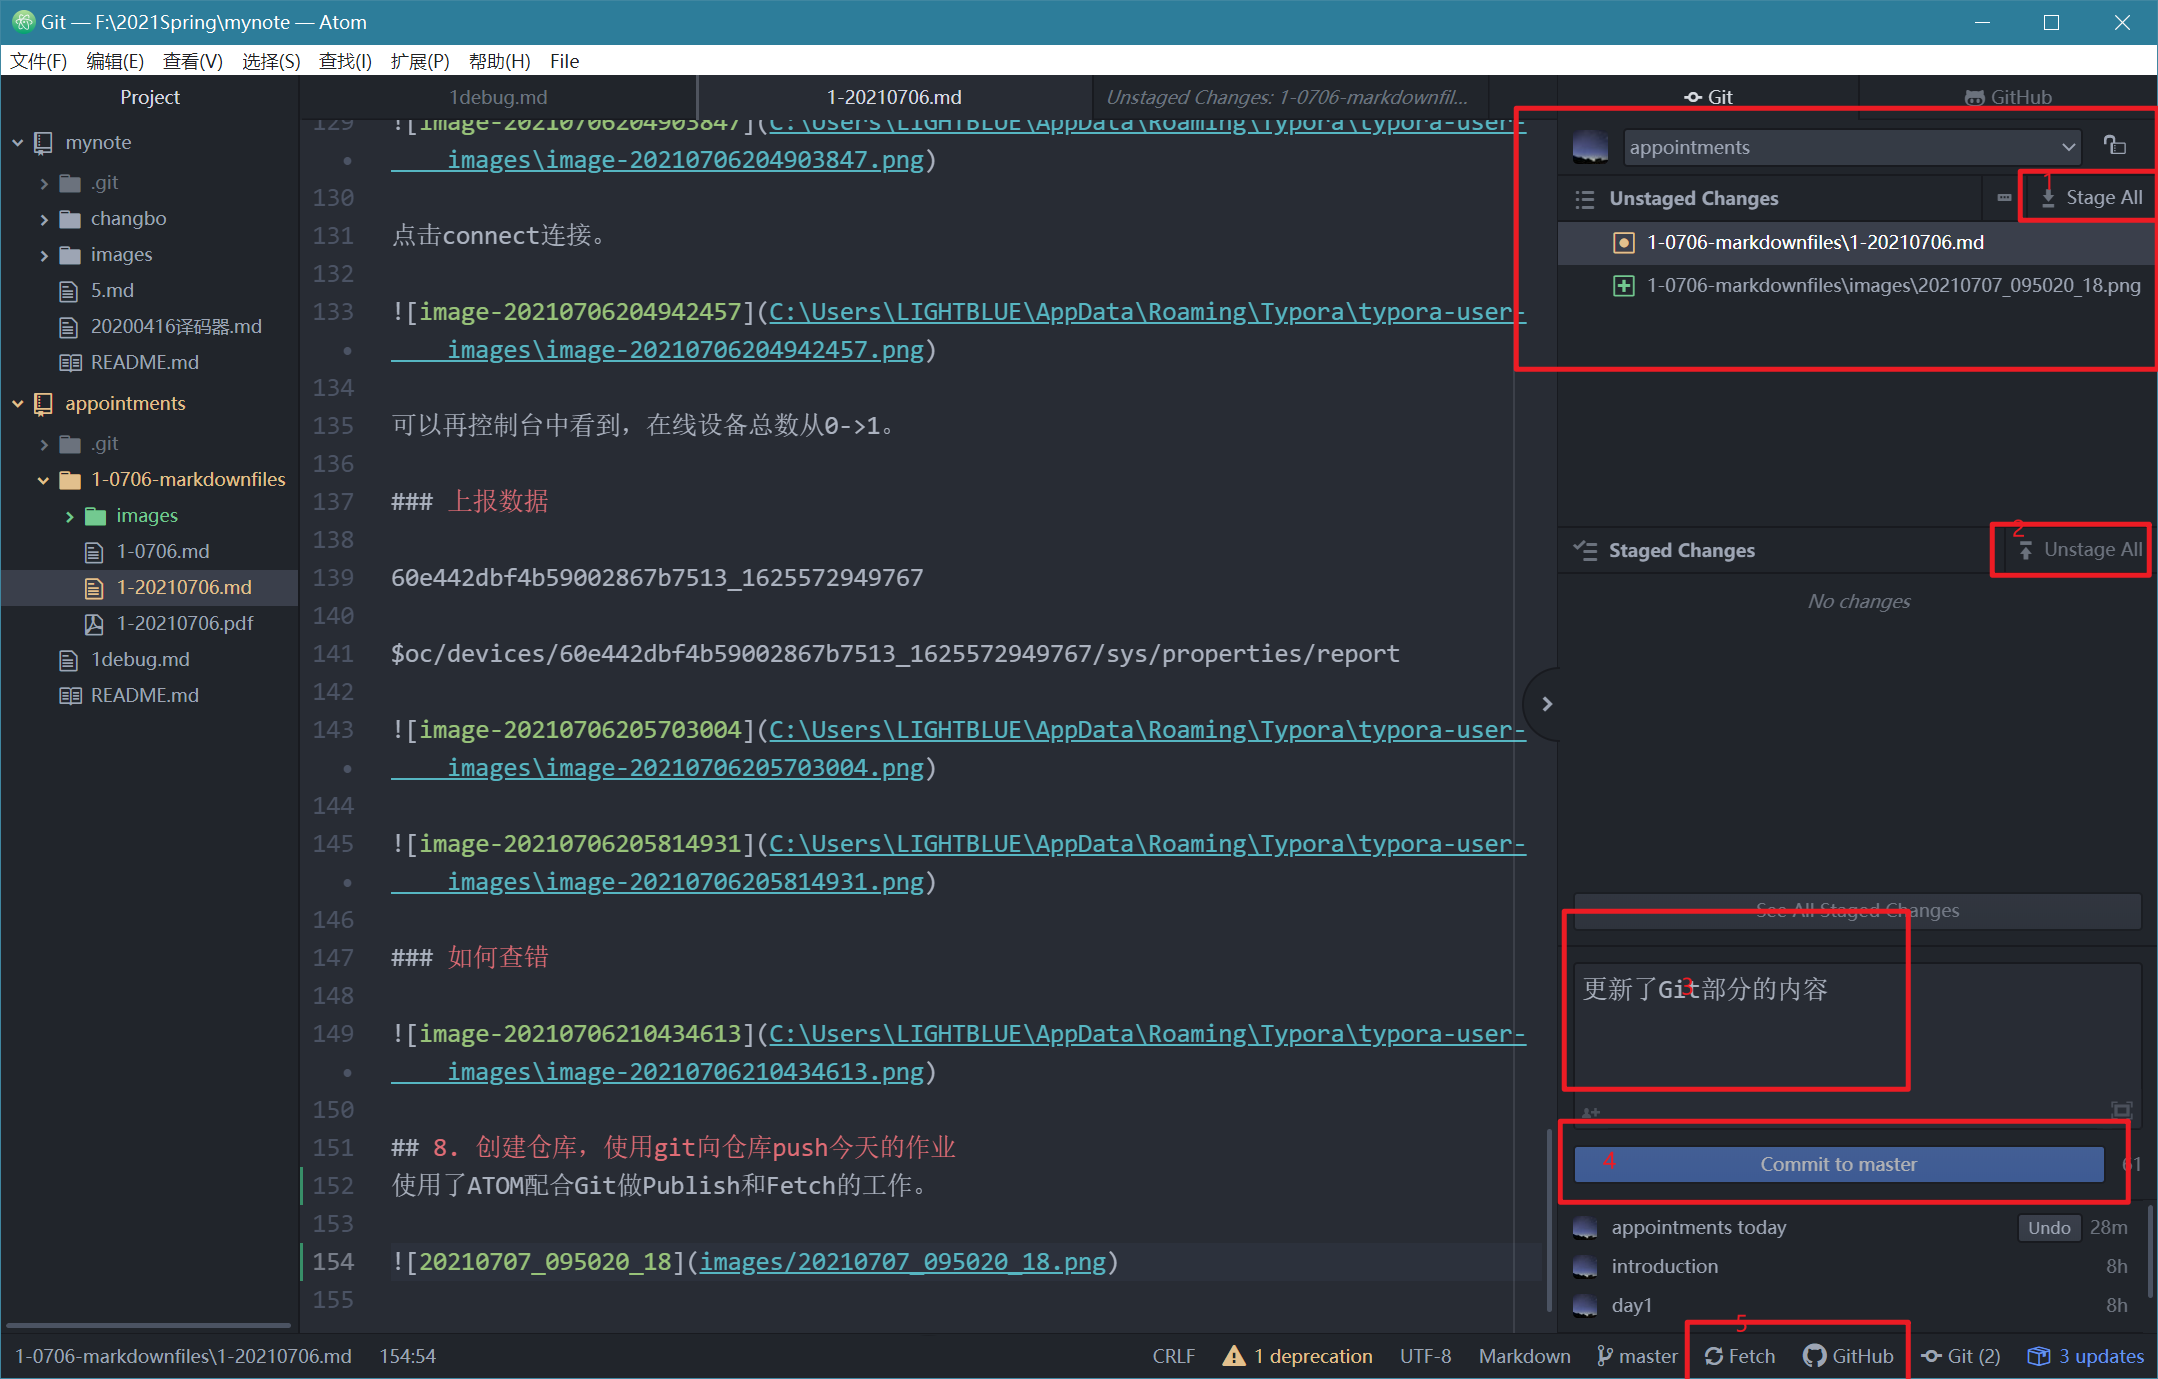 Git — F:\2021Spring\mynote — Atom
文件(F) 编辑(E) 查看(V) 选择(S) 查找(I) 扩展(P) 帮助(H) File
Project
mynote
.git
changbo
images
5.md
20200416译码器.md
README.md
appointments
.git
1-0706-markdownfiles
images
1-0706.md
1-20210706.md
1-20210706.pdf
1debug.md
README.md
1debug.md 1-20210706.md Unstaged Changes: 1-0706-markdownfil...
129 ![image-20210706204903847](C:\Users\LIGHTBLUE\AppData\Roaming\Typora\typora-user-
• images\image-20210706204903847.png)
130
131 点击connect连接。
132
133 ![image-20210706204942457](C:\Users\LIGHTBLUE\AppData\Roaming\Typora\typora-user-
• images\image-20210706204942457.png)
134
135 可以再控制台中看到，在线设备总数从0->1。
136
137 ### 上报数据
138
139 60e442dbf4b59002867b7513_1625572949767
140
141 $oc/devices/60e442dbf4b59002867b7513_1625572949767/sys/properties/report
142
143 ![image-20210706205703004](C:\Users\LIGHTBLUE\AppData\Roaming\Typora\typora-user-
• images\image-20210706205703004.png)
144
145 ![image-20210706205814931](C:\Users\LIGHTBLUE\AppData\Roaming\Typora\typora-user-
• images\image-20210706205814931.png)
146
147 ### 如何查错
148
149 ![image-20210706210434613](C:\Users\LIGHTBLUE\AppData\Roaming\Typora\typora-user-
• images\image-20210706210434613.png)
150
151 ## 8. 创建仓库，使用git向仓库push今天的作业
152 使用了ATOM配合Git做Publish和Fetch的工作。
153
154 ![20210707_095020_18](images/20210707_095020_18.png)
155
Git GitHub
appointments
1
Unstaged Changes Stage All
1-0706-markdownfiles\1-20210706.md
1-0706-markdownfiles\images\20210707_095020_18.png
2
Staged Changes Unstage All
No changes
See All Staged Changes
更新了Git部分的内容
3
4 Commit to master 61
appointments today Undo 28m
introduction 8h
day1 8h
5
1-0706-markdownfiles\1-20210706.md 154:54 CRLF 1 deprecation UTF-8 Markdown master Fetch GitHub Git (2) 3 updates